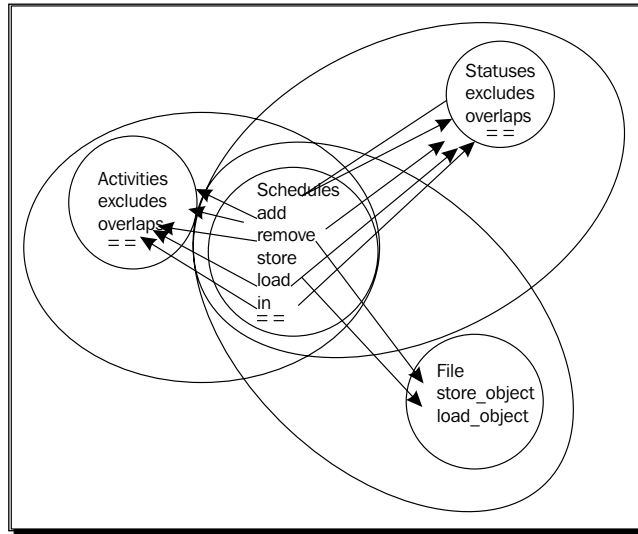 Statuses
excludes
overlaps
= =
Activities
excludes
overlaps
= =
Schedules
add
remove
store
load
in
= =
File
store_object
load_object